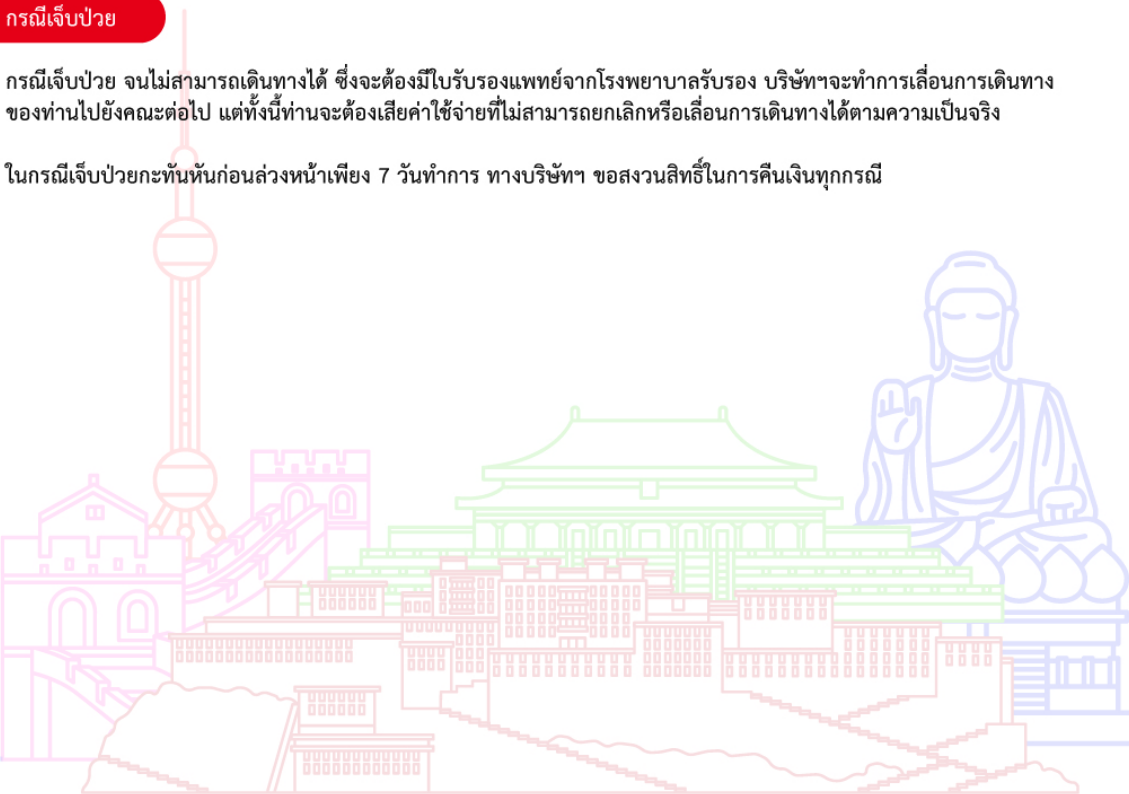 กรณีเจ็บป่วย
กรณีเจ็บป่วย จนไม่สามารถเดินทางได้ ซึ่งจะต้องมีใบรับรองแพทย์จากโรงพยาบาลรับรอง บริษัทฯจะทำการเลื่อนการเดินทาง
ของท่านไปยังคณะต่อไป แต่ทั้งนี้ท่านจะต้องเสียค่าใช้จ่ายที่ไม่สามารถยกเลิกหรือเลื่อนการเดินทางได้ตามความเป็นจริง
ในกรณีเจ็บป่วยกะทันหันก่อนล่วงหน้าเพียง 7 วันทำการ ทางบริษัทฯ ขอสงวนสิทธิ์ในการคืนเงินทุกกรณี